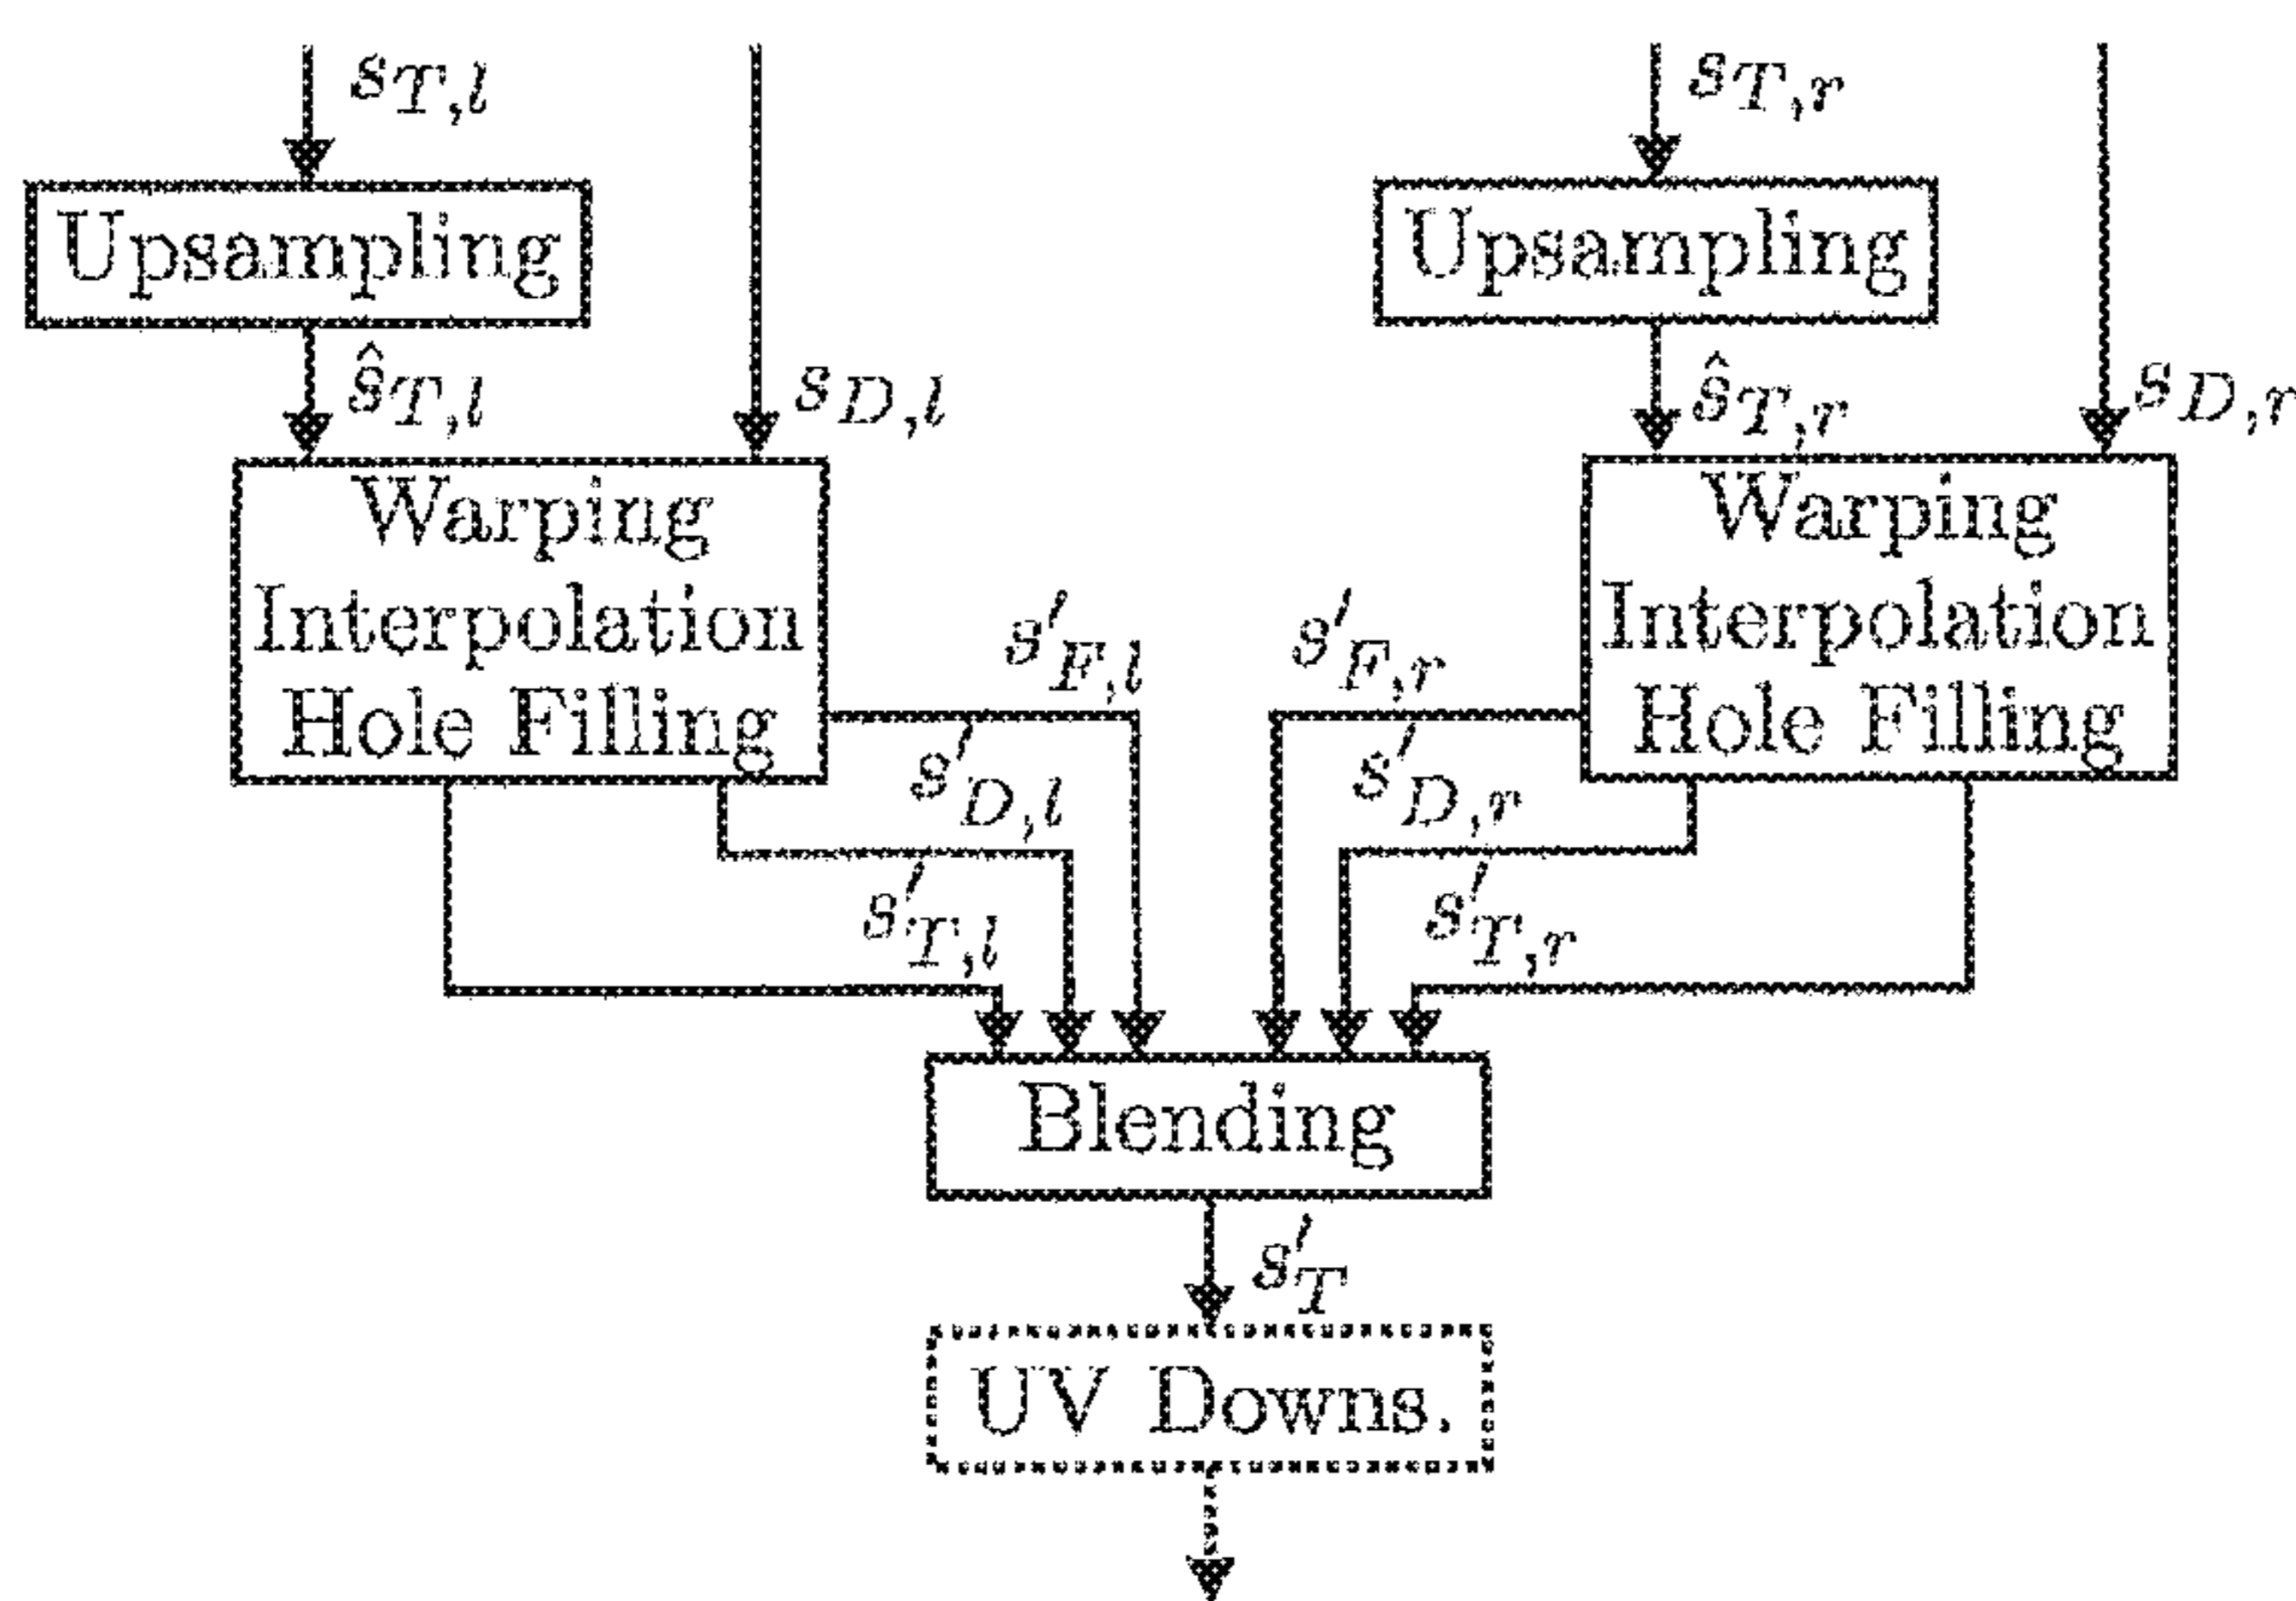 s_{T,l}
s_{T,r}
Upsampling
Upsampling
ŝ_{T,l}
s_{D,l}
ŝ_{T,r}
s_{D,r}
Warping
Interpolation
Hole Filling
Warping
Interpolation
Hole Filling
s'_{F,l}
s'_{F,r}
s'_{D,l}
s'_{D,r}
s'_{T,l}
s'_{T,r}
Blending
s'_T
UV Downs.